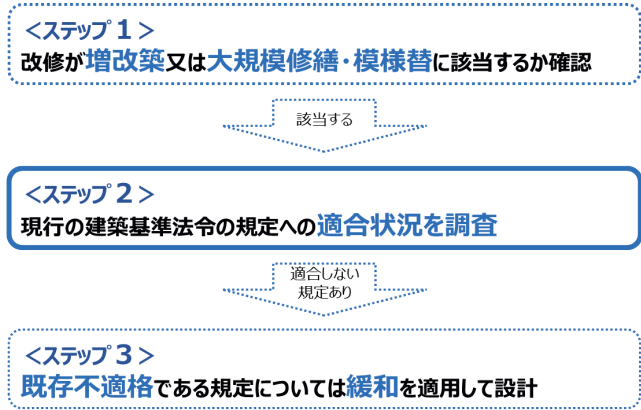 ＜ステップ１＞
改修が増改築又は大規模修繕・模様替に該当するか確認
該当する
＜ステップ２＞
現行の建築基準法令の規定への適合状況を調査
適合しない
規定あり
＜ステップ３＞
既存不適格である規定については緩和を適用して設計